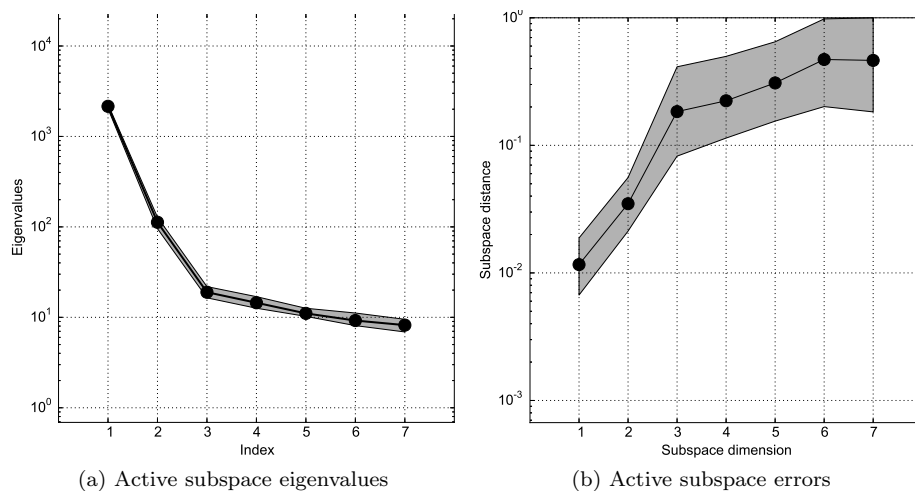 10^4
10^3
10^2
10^1
10^0
Eigenvalues
1 2 3 4 5 6 7
Index
(a) Active subspace eigenvalues
10^0
10^-1
10^-2
10^-3
Subspace distance
1 2 3 4 5 6 7
Subspace dimension
(b) Active subspace errors